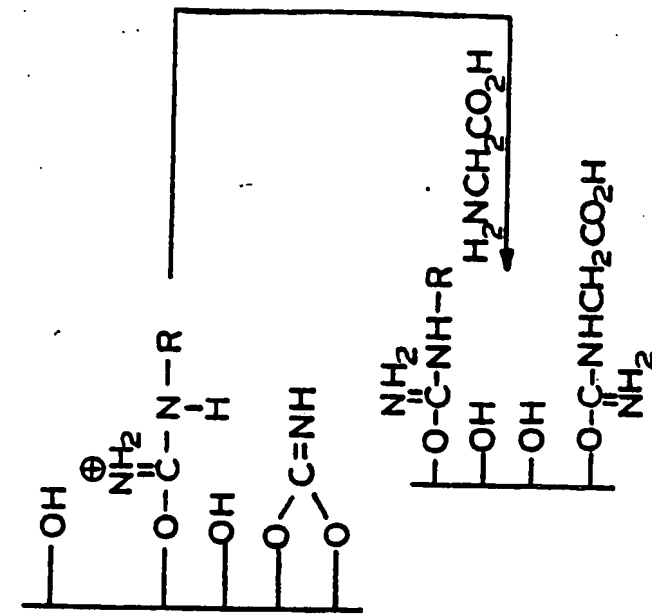 OH
⊕
NH₂
O-C-N-R
H
OH
O
C=NH
O
H₂NCH₂CO₂H
NH₂
O-C-NH-R
OH
OH
O-C-NHCH₂CO₂H
NH₂